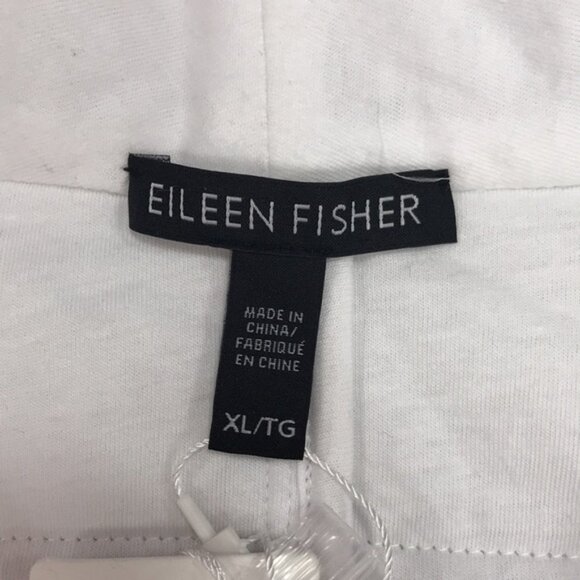 EILEEN FISHER
MADE IN
CHINA/
FABRIQUÉ
EN CHINE
XL/TG